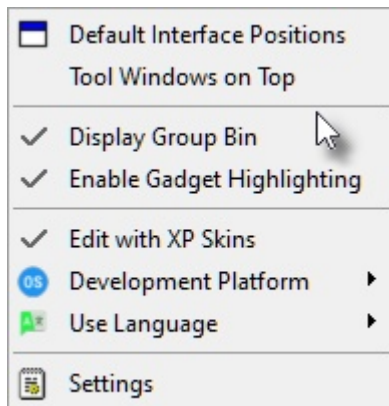 Default Interface Positions
Tool Windows on Top
Display Group Bin
Enable Gadget Highlighting
Edit with XP Skins
OS Development Platform
A Use Language
Settings